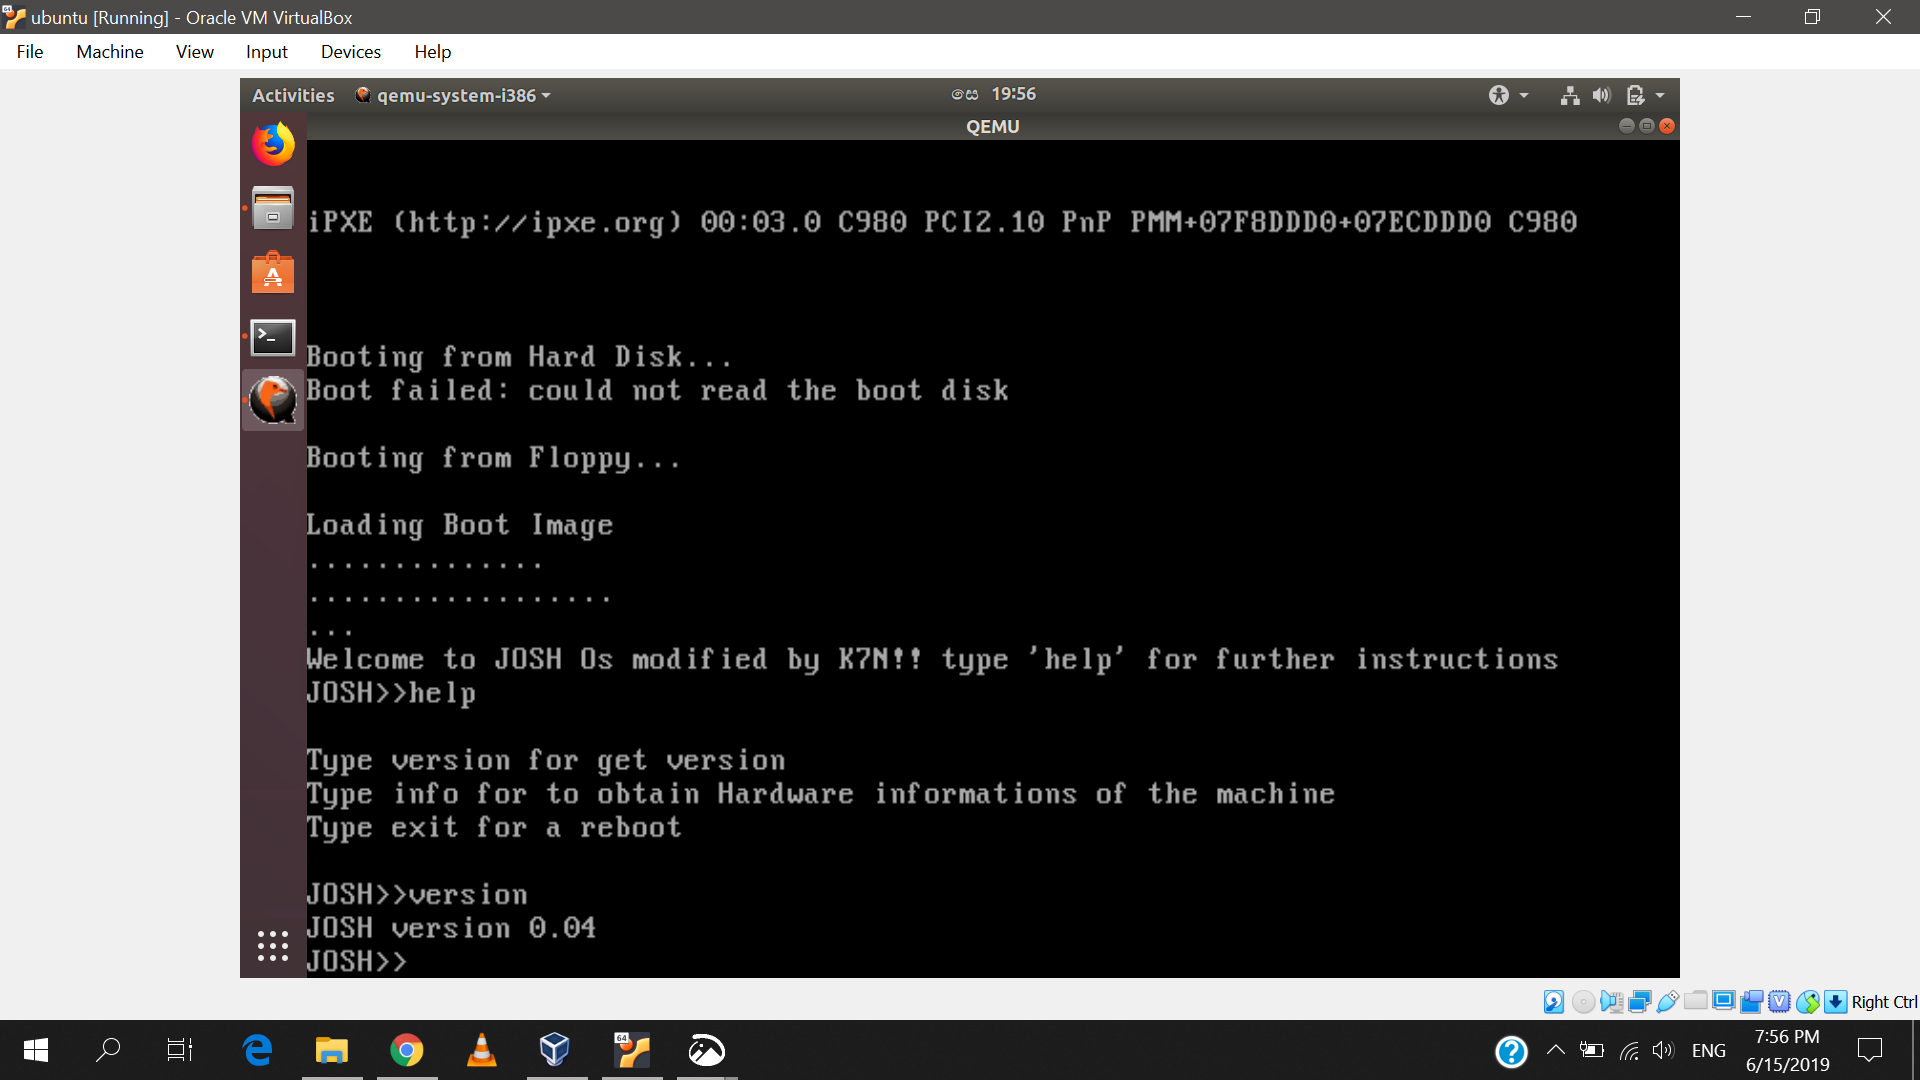 ubuntu [Running] - Oracle VM VirtualBox
File Machine View Input Devices Help
Activities qemu-system-i386 සෙ 19:56
QEMU
iPXE (http://ipxe.org) 00:03.0 C980 PCI2.10 PnP PMM+07F8DDD0+07ECDDD0 C980
Booting from Hard Disk...
Boot failed: could not read the boot disk
Booting from Floppy...
Loading Boot Image
..............
..................
...
Welcome to JOSH Os modified by K7N!! type 'help' for further instructions
JOSH>>help
Type version for get version
Type info for to obtain Hardware informations of the machine
Type exit for a reboot
JOSH>>version
JOSH version 0.04
JOSH>>
Right Ctrl
64
ENG
7:56 PM
6/15/2019